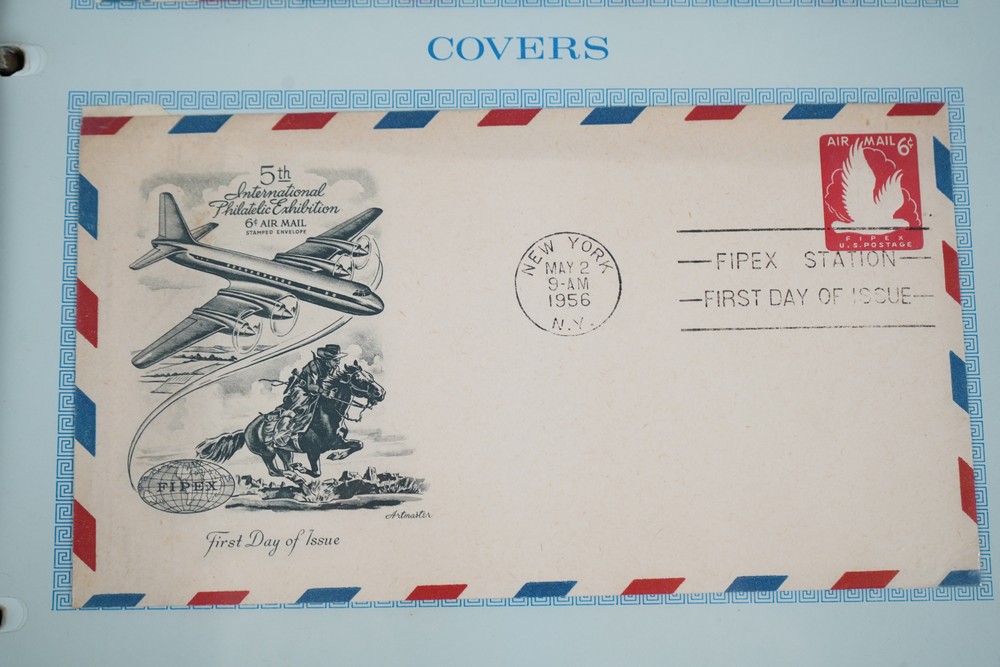 COVERS
5th
International
Philatelic Exhibition
6¢ AIR MAIL
STAMPED ENVELOPE
FIPEX
Artmaster
First Day of Issue
NEW YORK
MAY 2
9-AM
1956
N.Y.
AIR MAIL 6¢
FIPEX
U.S. POSTAGE
FIPEX STATION
FIRST DAY OF ISSUE